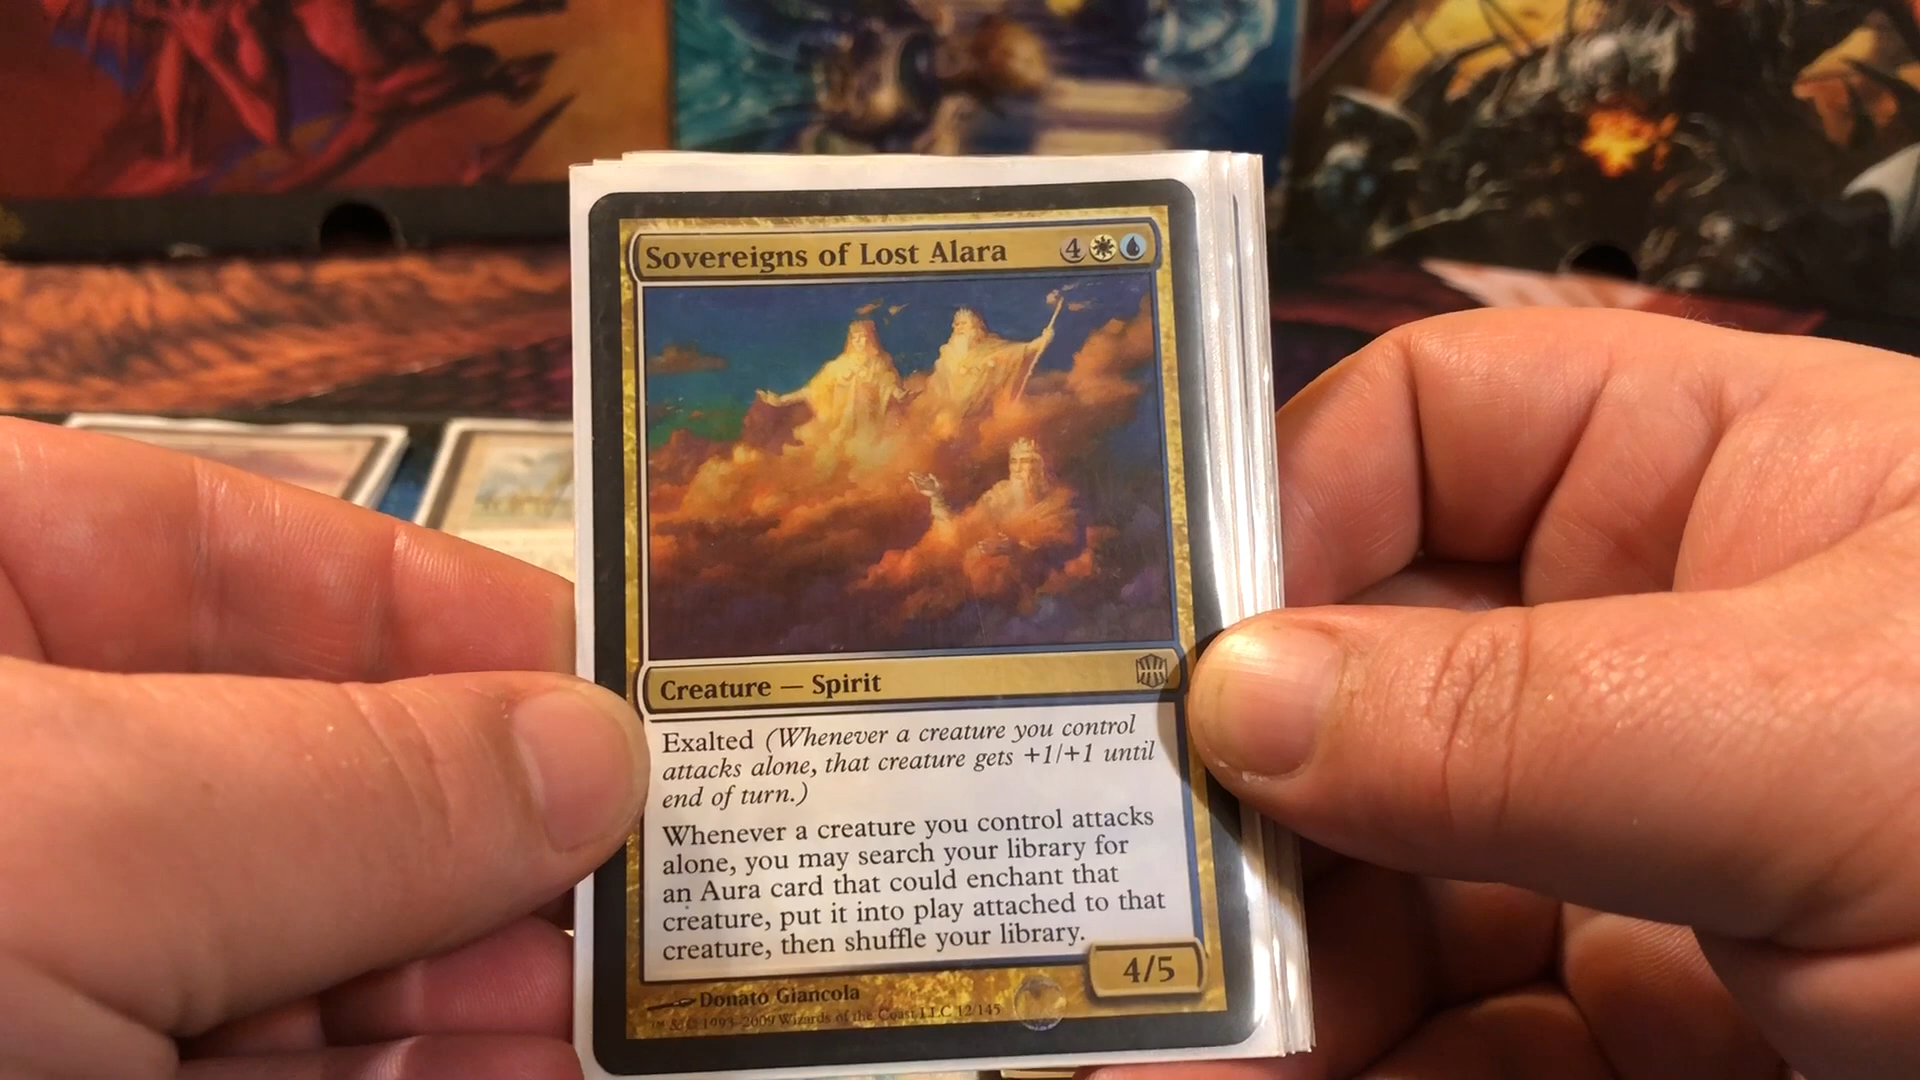 Sovereigns of Lost Alara 4
Creature — Spirit
Exalted (Whenever a creature you control
attacks alone, that creature gets +1/+1 until
end of turn.)
Whenever a creature you control attacks
alone, you may search your library for
an Aura card that could enchant that
creature, put it into play attached to that
creature, then shuffle your library.
4/5
Donato Giancola
™ & © 1993–2009 Wizards of the Coast LLC 12/145